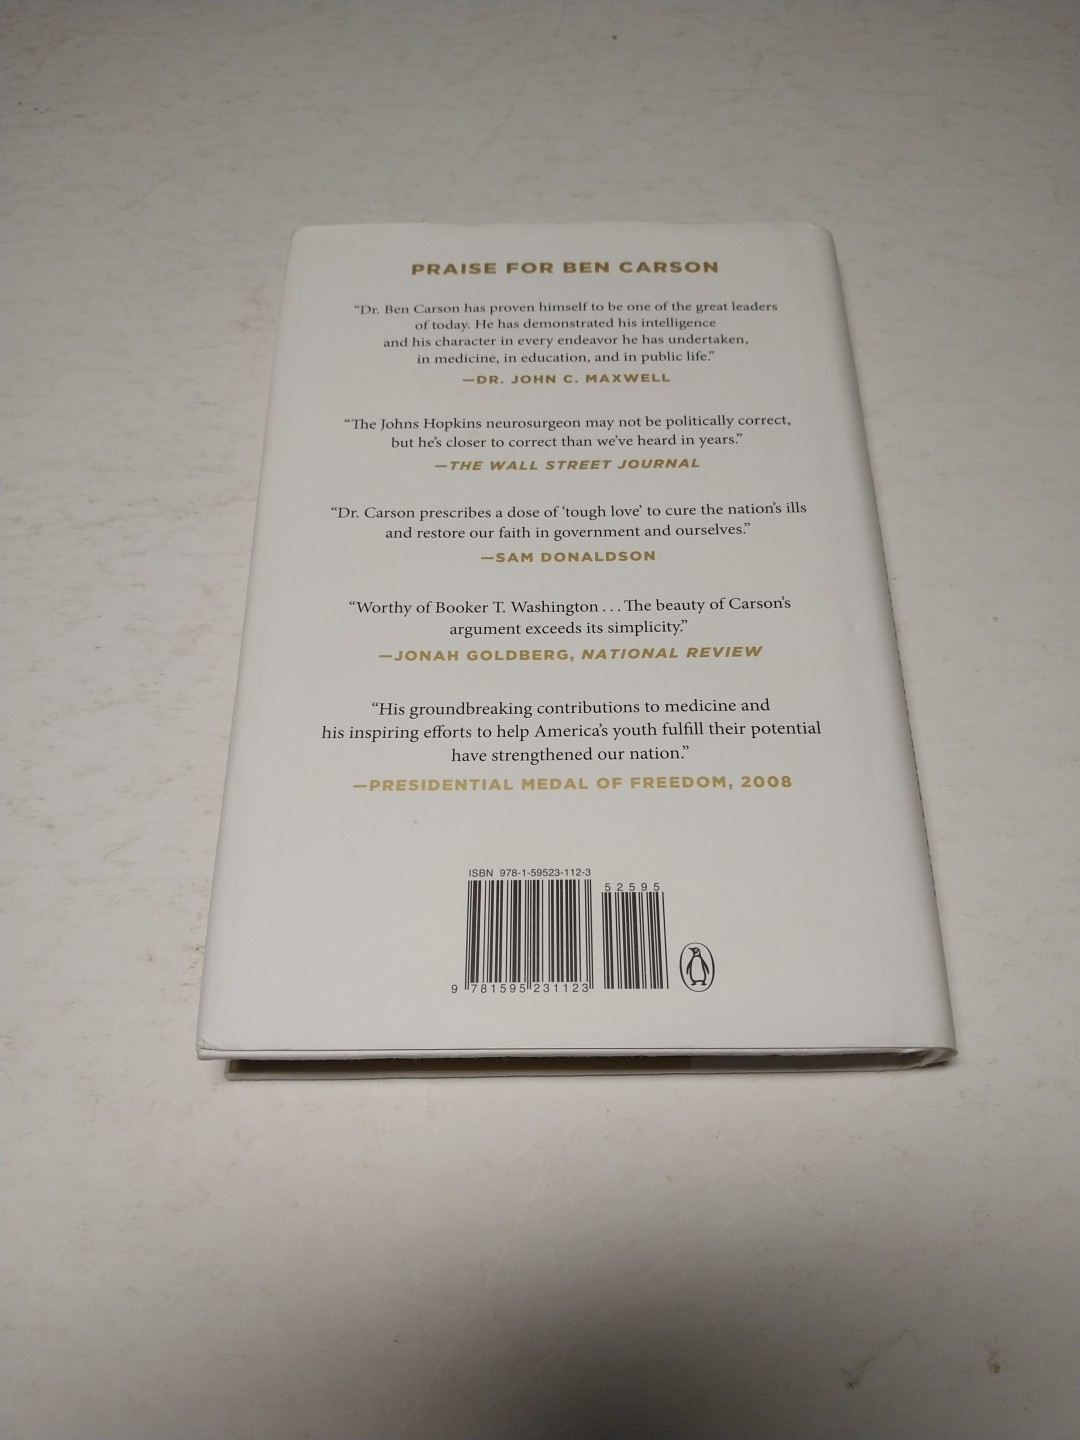 PRAISE FOR BEN CARSON
“Dr. Ben Carson has proven himself to be one of the great leaders
of today. He has demonstrated his intelligence
and his character in every endeavor he has undertaken,
in medicine, in education, and in public life.”
—DR. JOHN C. MAXWELL
“The Johns Hopkins neurosurgeon may not be politically correct,
but he’s closer to correct than we’ve heard in years.”
—THE WALL STREET JOURNAL
“Dr. Carson prescribes a dose of ‘tough love’ to cure the nation’s ills
and restore our faith in government and ourselves.”
—SAM DONALDSON
“Worthy of Booker T. Washington . . . The beauty of Carson’s
argument exceeds its simplicity.”
—JONAH GOLDBERG, NATIONAL REVIEW
“His groundbreaking contributions to medicine and
his inspiring efforts to help America’s youth fulfill their potential
have strengthened our nation.”
—PRESIDENTIAL MEDAL OF FREEDOM, 2008
ISBN 978-1-59523-112-3
52595
9 781595 231123